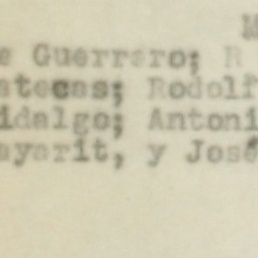 M
e Guerrero; R
atecas; Rodolf
idalgo; Antoni
ayarit, y José